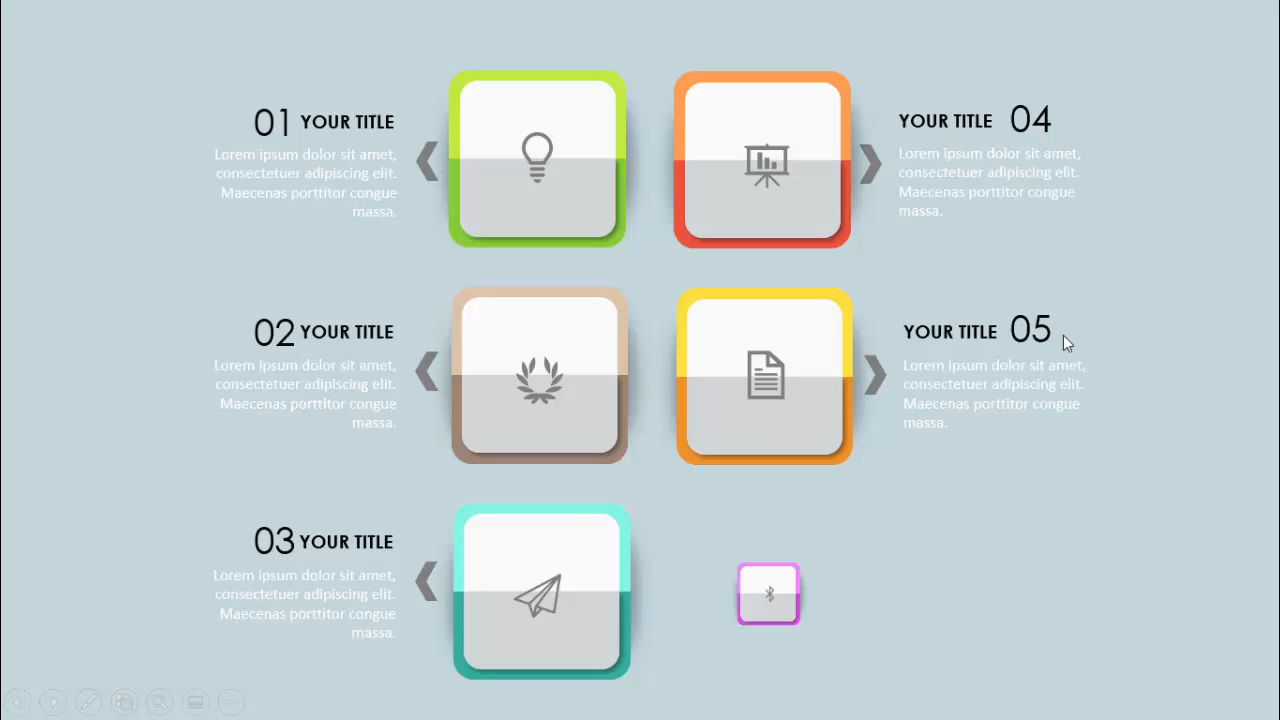 01 YOUR TITLE
Lorem ipsum dolor sit amet,
consectetuer adipiscing elit.
Maecenas porttitor congue
massa.
02 YOUR TITLE
Lorem ipsum dolor sit amet,
consectetuer adipiscing elit.
Maecenas porttitor congue
massa.
03 YOUR TITLE
Lorem ipsum dolor sit amet,
consectetuer adipiscing elit.
Maecenas porttitor congue
massa.
YOUR TITLE 04
Lorem ipsum dolor sit amet,
consectetuer adipiscing elit.
Maecenas porttitor congue
massa.
YOUR TITLE 05
Lorem ipsum dolor sit amet,
consectetuer adipiscing elit.
Maecenas porttitor congue
massa.